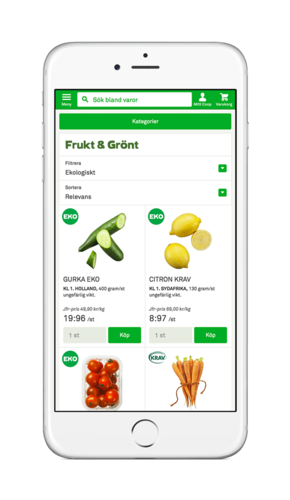 Meny
Sök bland varor
Mitt Coop
Varukorg
Kategorier
Frukt & Grönt
Filtrera
Ekologiskt
Sortera
Relevans
EKO
GURKA EKO
KL 1. HOLLAND, 400 gram/st
ungefärlig vikt.
Jfr-pris 49,90 kr/kg
19:96 /st
1 st
Köp
CITRON KRAV
KL 1. SYDAFRIKA, 130 gram/st
ungefärlig vikt.
Jfr-pris 69,00 kr/kg
8:97 /st
1 st
Köp
EKO
EKO
KRAV